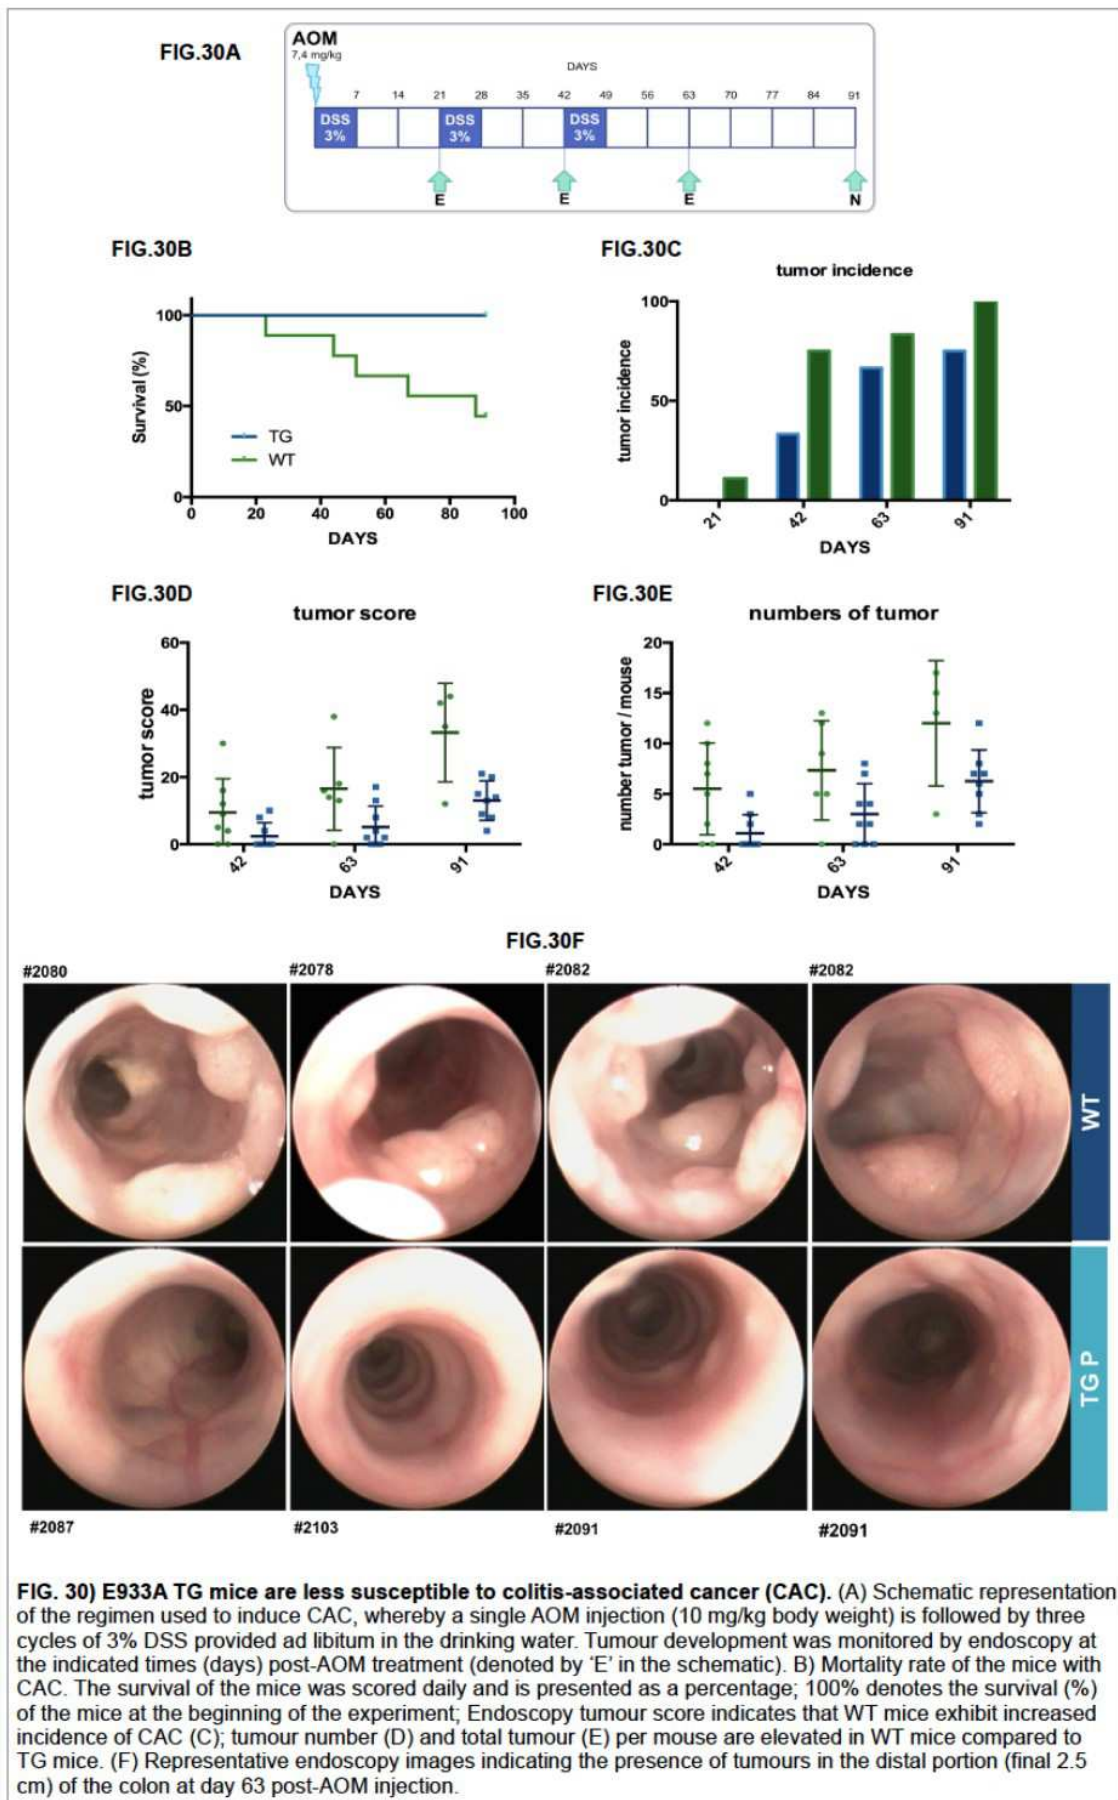 FIG.30A
AOM
7,4 mg/kg
DAYS
7 14 21 28 35 42 49 56 63 70 77 84 91
DSS 3%
DSS 3%
DSS 3%
E E E N
FIG.30B
Survival (%)
100
50
0
TG
WT
0 20 40 60 80 100
DAYS
FIG.30C
tumor incidence
tumor incidence
100
50
0
21 42 63 91
DAYS
FIG.30D
tumor score
tumor score
60
40
20
0
42 63 91
DAYS
FIG.30E
numbers of tumor
number tumor / mouse
20
15
10
5
0
42 63 91
DAYS
FIG.30F
#2080 #2078 #2082 #2082
WT
TG P
#2087 #2103 #2091 #2091
FIG. 30) E933A TG mice are less susceptible to colitis-associated cancer (CAC). (A) Schematic representation
of the regimen used to induce CAC, whereby a single AOM injection (10 mg/kg body weight) is followed by three
cycles of 3% DSS provided ad libitum in the drinking water. Tumour development was monitored by endoscopy at
the indicated times (days) post-AOM treatment (denoted by ‘E’ in the schematic). B) Mortality rate of the mice with
CAC. The survival of the mice was scored daily and is presented as a percentage; 100% denotes the survival (%)
of the mice at the beginning of the experiment; Endoscopy tumour score indicates that WT mice exhibit increased
incidence of CAC (C); tumour number (D) and total tumour (E) per mouse are elevated in WT mice compared to
TG mice. (F) Representative endoscopy images indicating the presence of tumours in the distal portion (final 2.5
cm) of the colon at day 63 post-AOM injection.